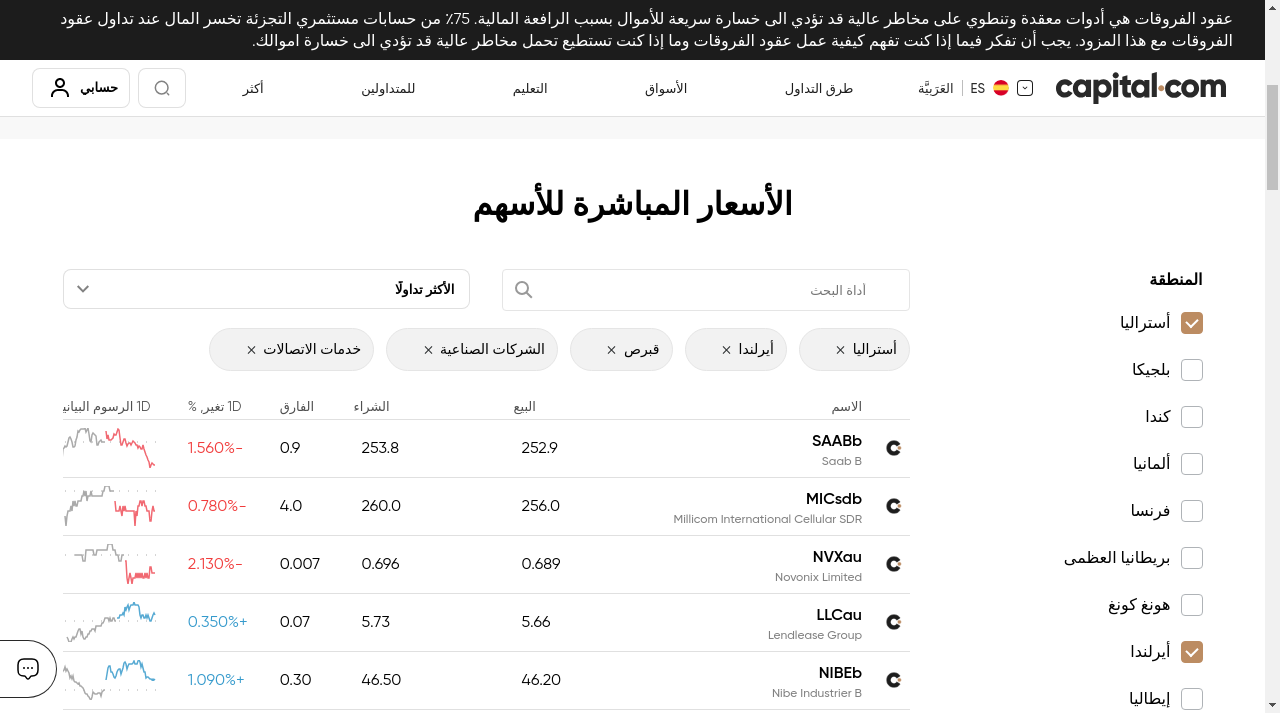 عقود الفروقات هي أدوات معقدة وتنطوي على مخاطر عالية قد تؤدي الى خسارة سريعة للأموال بسبب الرافعة المالية. 75٪ من حسابات مستثمري التجزئة تخسر المال عند تداول عقود
الفروقات مع هذا المزود. يجب أن تفكر فيما إذا كنت تفهم كيفية عمل عقود الفروقات وما إذا كنت تستطيع تحمل مخاطر عالية قد تؤدي الى خسارة اموالك.
capital.com ES العَرَبيَّة طرق التداول الأسواق التعليم للمتداولين أكثر حسابي
الأسعار المباشرة للأسهم
المنطقة
أستراليا
بلجيكا
كندا
ألمانيا
فرنسا
بريطانيا العظمى
هونغ كونغ
أيرلندا
إيطاليا
أداة البحث الأكثر تداولًا
أستراليا أيرلندا قبرص الشركات الصناعية خدمات الاتصالات
الاسم البيع الشراء الفارق 1D تغير, % 1D الرسوم البياني
SAABb 252.9 253.8 0.9 -1.560%
Saab B
MICsdb 256.0 260.0 4.0 -0.780%
Millicom International Cellular SDR
NVXau 0.689 0.696 0.007 -2.130%
Novonix Limited
LLCau 5.66 5.73 0.07 +0.350%
Lendlease Group
NIBEb 46.20 46.50 0.30 +1.090%
Nibe Industrier B